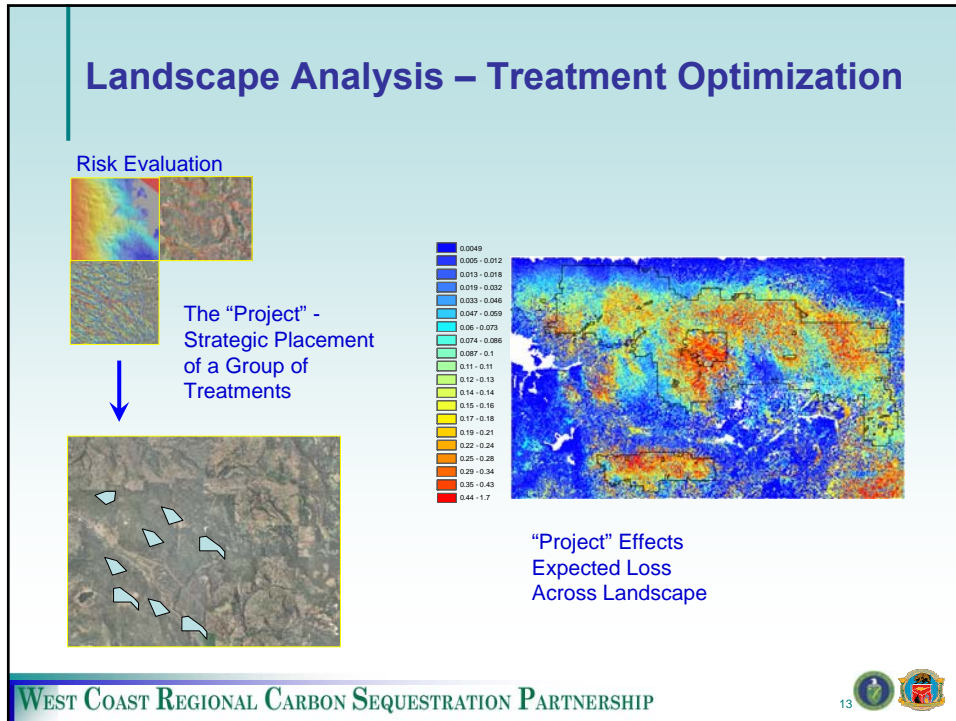 Landscape Analysis – Treatment Optimization
Risk Evaluation
The “Project” -
Strategic Placement
of a Group of
Treatments
0.0049
0.005 - 0.012
0.013 - 0.018
0.019 - 0.032
0.033 - 0.046
0.047 - 0.059
0.06 - 0.073
0.074 - 0.086
0.087 - 0.1
0.11 - 0.11
0.12 - 0.13
0.14 - 0.14
0.15 - 0.16
0.17 - 0.18
0.19 - 0.21
0.22 - 0.24
0.25 - 0.28
0.29 - 0.34
0.35 - 0.43
0.44 - 1.7
“Project” Effects
Expected Loss
Across Landscape
WEST COAST REGIONAL CARBON SEQUESTRATION PARTNERSHIP
13